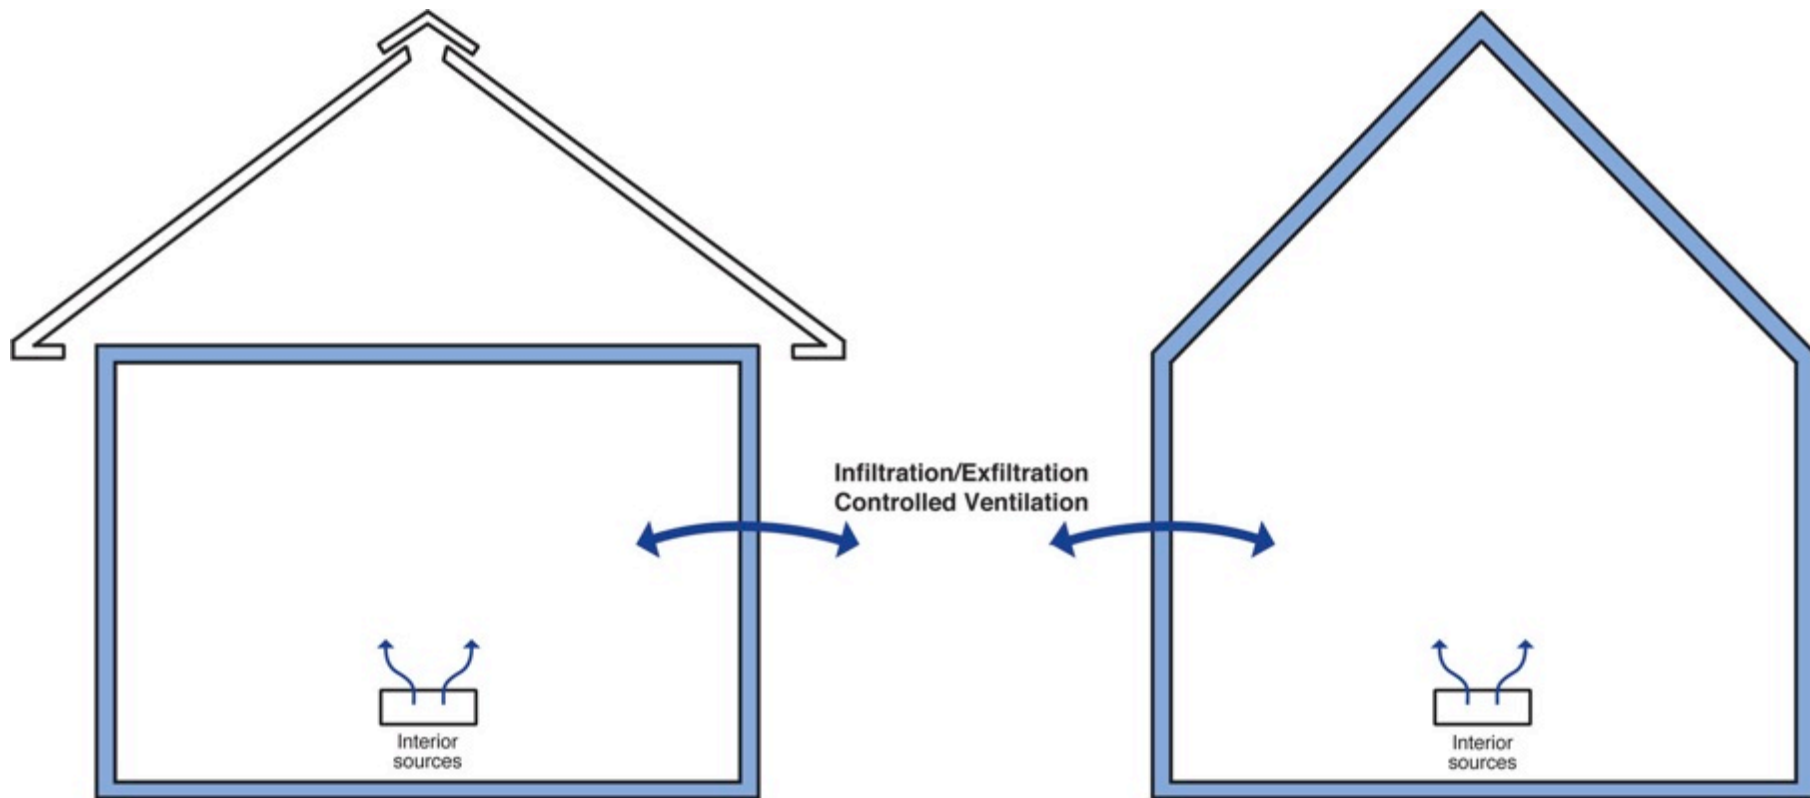 Infiltration/Exfiltration
Controlled Ventilation
Interior
sources
Interior
sources